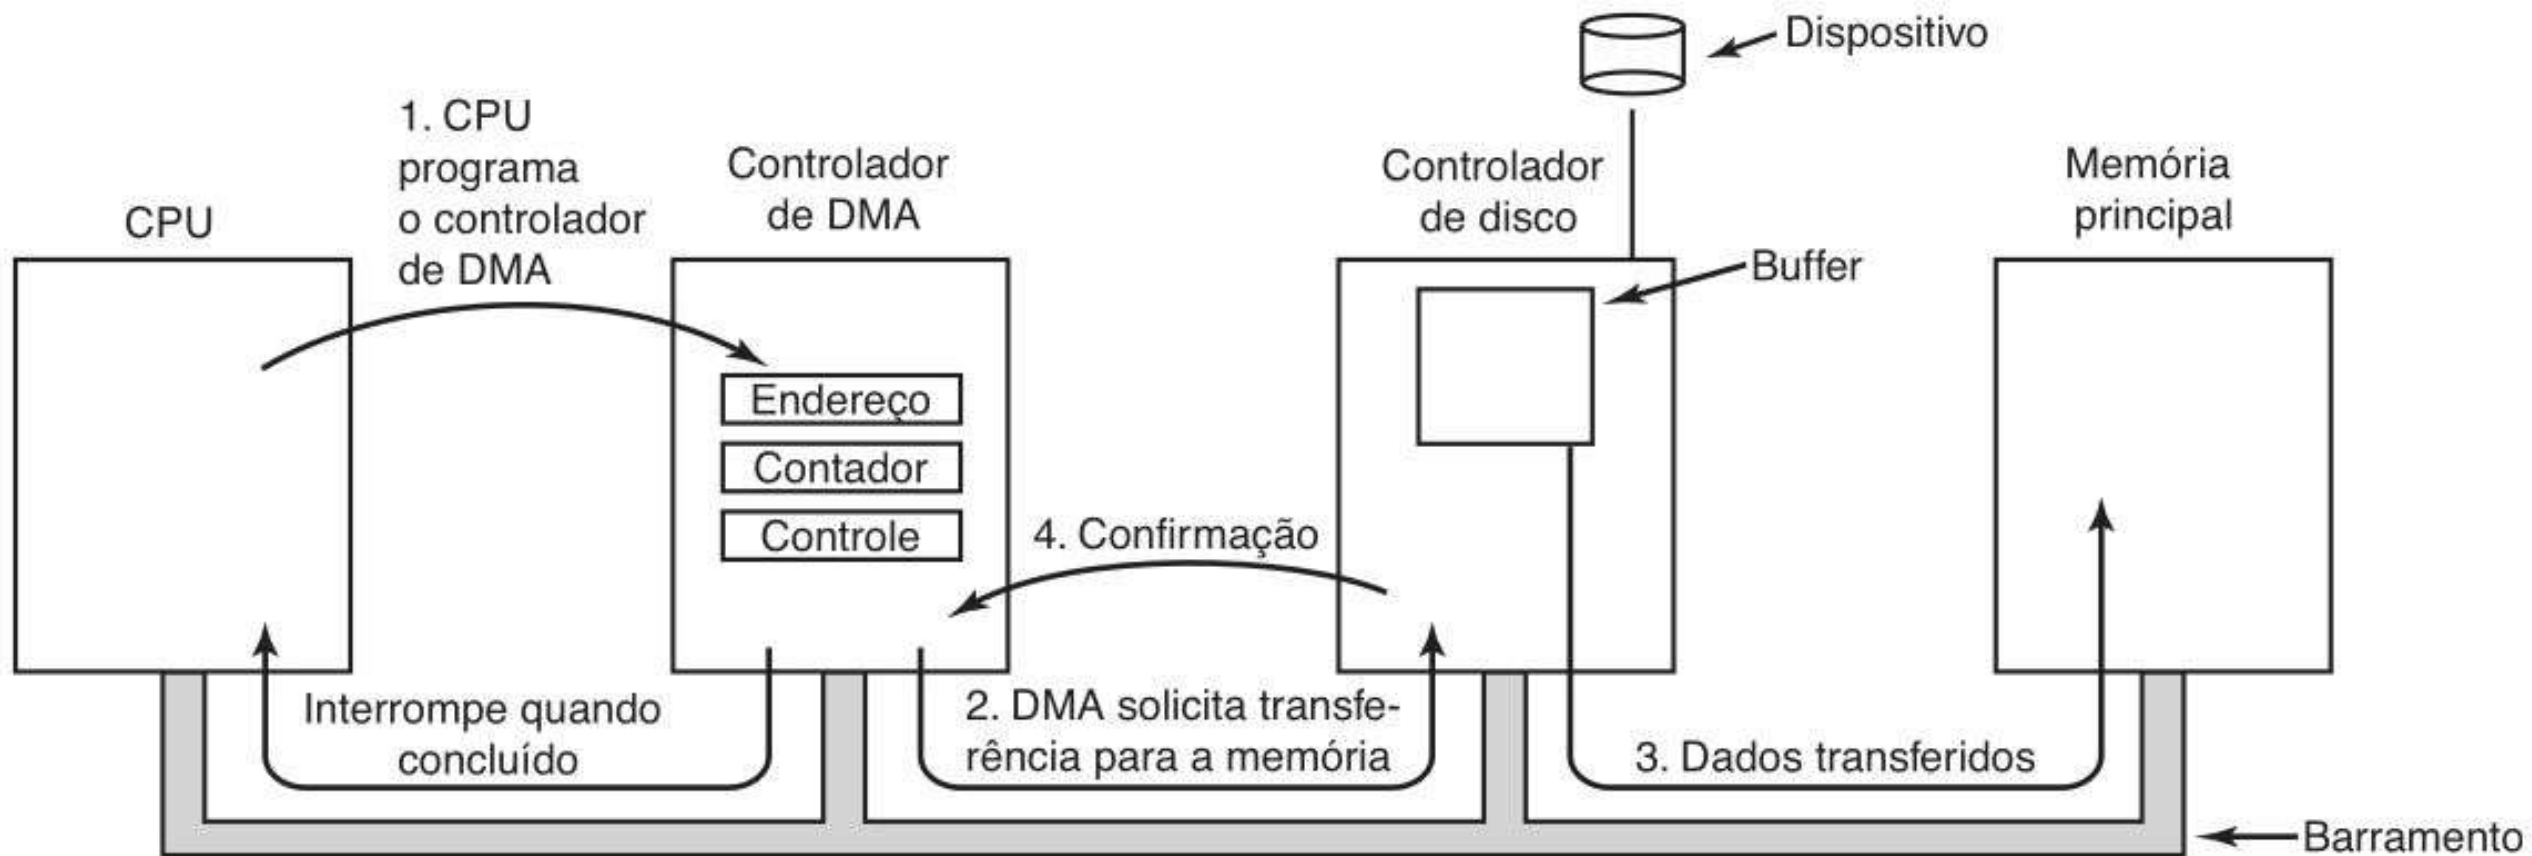 Dispositivo
1. CPU
programa
o controlador
de DMA
CPU
Controlador
de DMA
Controlador
de disco
Memória
principal
Buffer
Endereço
Contador
Controle
4. Confirmação
Interrompe quando
concluído
2. DMA solicita transfe-
rência para a memória
3. Dados transferidos
Barramento